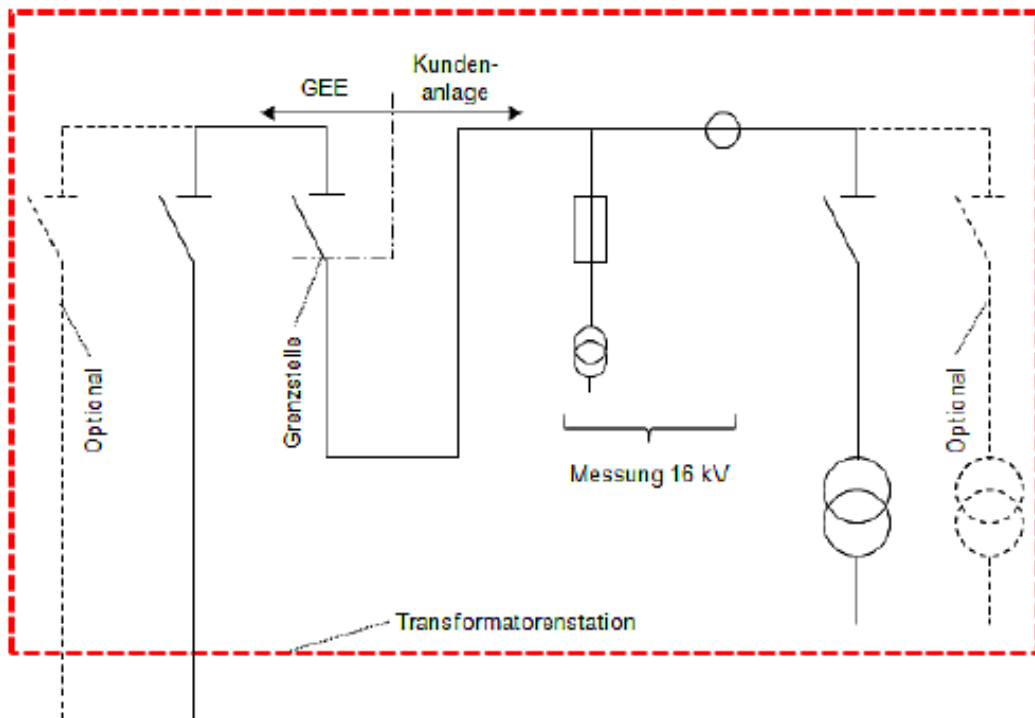 GEE
Kunden-
anlage
Optional
Grenzstelle
Optional
Messung 16 kV
Transformatorenstation